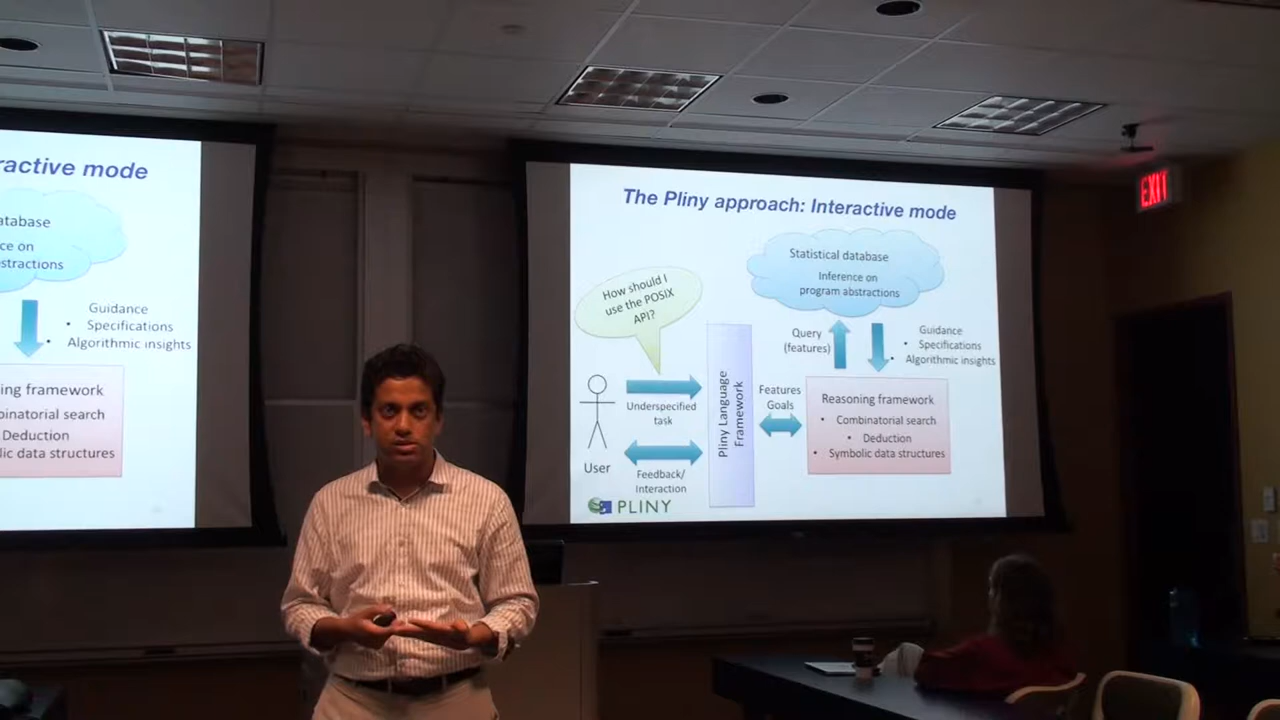 ractive mode
atabase
ce on
stractions
Guidance
• Specifications
• Algorithmic insights
ing framework
binatorial search
Deduction
lic data structures
The Pliny approach: Interactive mode
Statistical database
Inference on
program abstractions
How should I
use the POSIX
API?
Query
(features)
Guidance
• Specifications
• Algorithmic insights
Underspecified
task
Pliny Language
Framework
Features
Goals
Reasoning framework
• Combinatorial search
• Deduction
• Symbolic data structures
User
Feedback/
Interaction
PLINY
EXIT